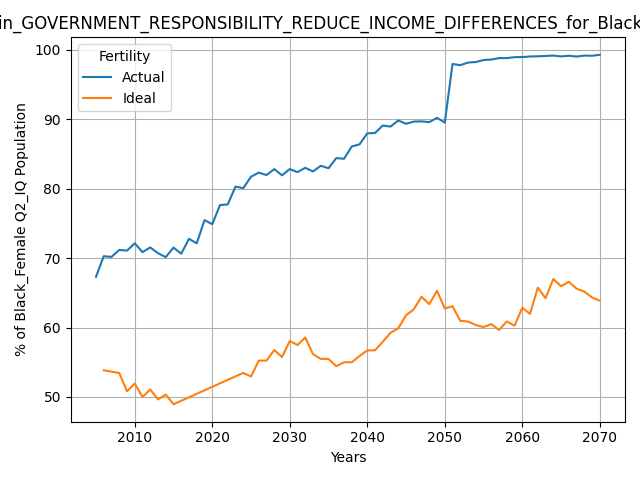 in_GOVERNMENT_RESPONSIBILITY_REDUCE_INCOME_DIFFERENCES_for_Black
Fertility
Actual
Ideal
100
90
80
70
60
50
% of Black_Female Q2_IQ Population
2010 2020 2030 2040 2050 2060 2070
Years